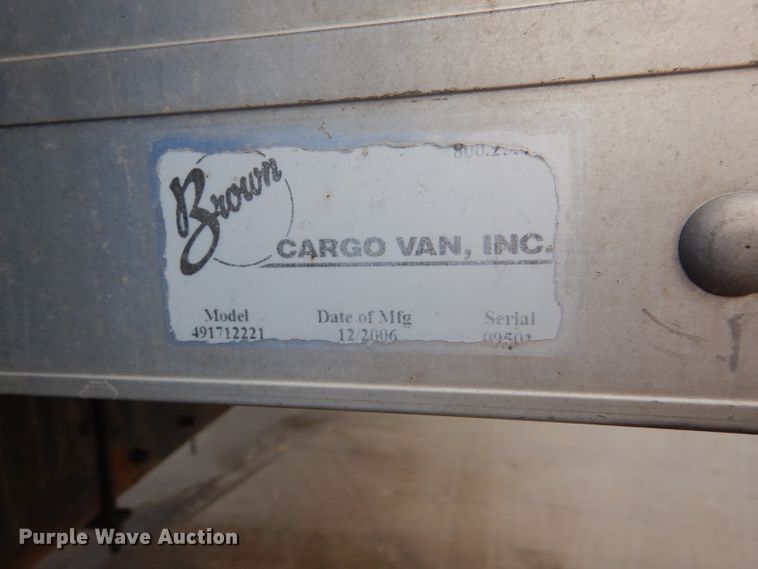 Brown
CARGO VAN, INC.
Model Date of Mfg Serial
491712221 12/2006
Purple Wave Auction